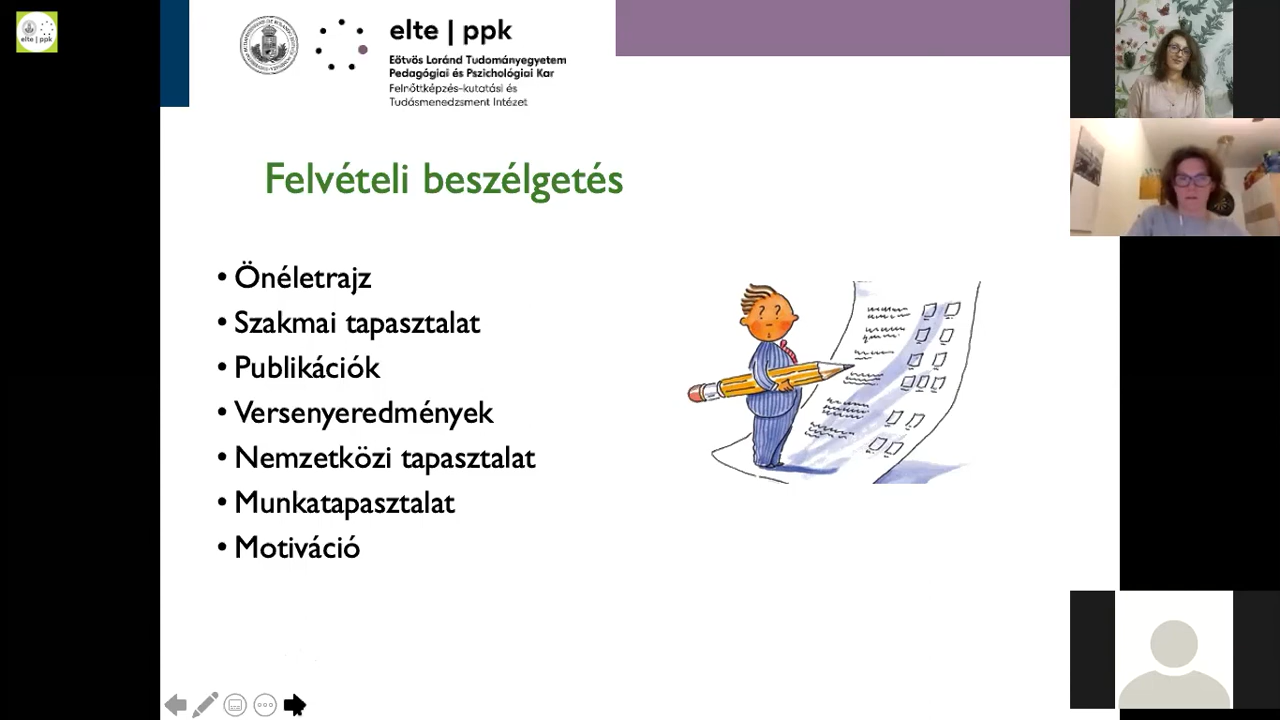 elte | ppk
elte | ppk
Eötvös Loránd Tudományegyetem
Pedagógiai és Pszichológiai Kar
Felnőttképzés-kutatási és
Tudásmenedzsment Intézet
Felvételi beszélgetés
• Önéletrajz
• Szakmai tapasztalat
• Publikációk
• Versenyeredmények
• Nemzetközi tapasztalat
• Munkatapasztalat
• Motiváció
? ?